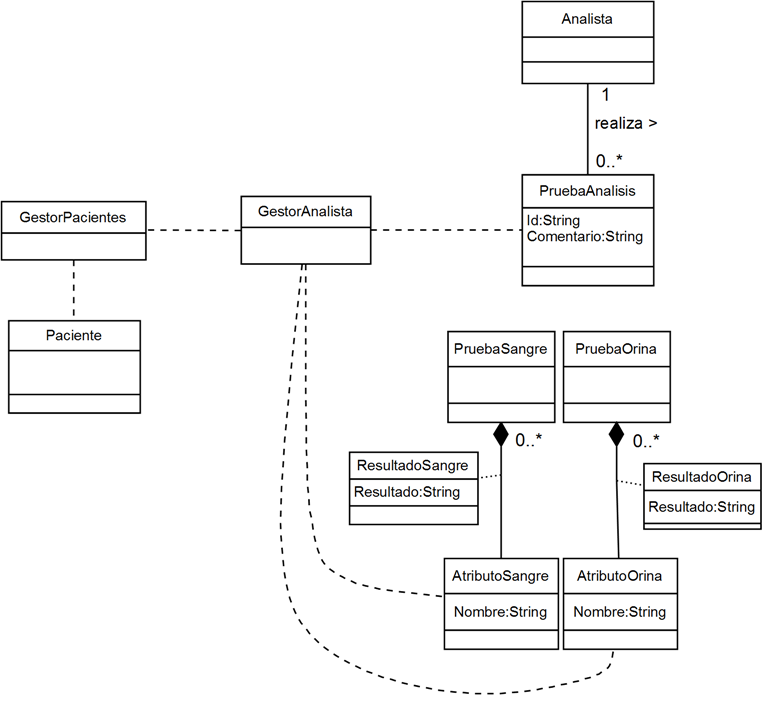 Analista
1
realiza >
0..*
PruebaAnalisis
Id:String
Comentario:String
GestorPacientes
GestorAnalista
Paciente
PruebaSangre
PruebaOrina
0..*
0..*
ResultadoSangre
Resultado:String
ResultadoOrina
Resultado:String
AtributoSangre
Nombre:String
AtributoOrina
Nombre:String